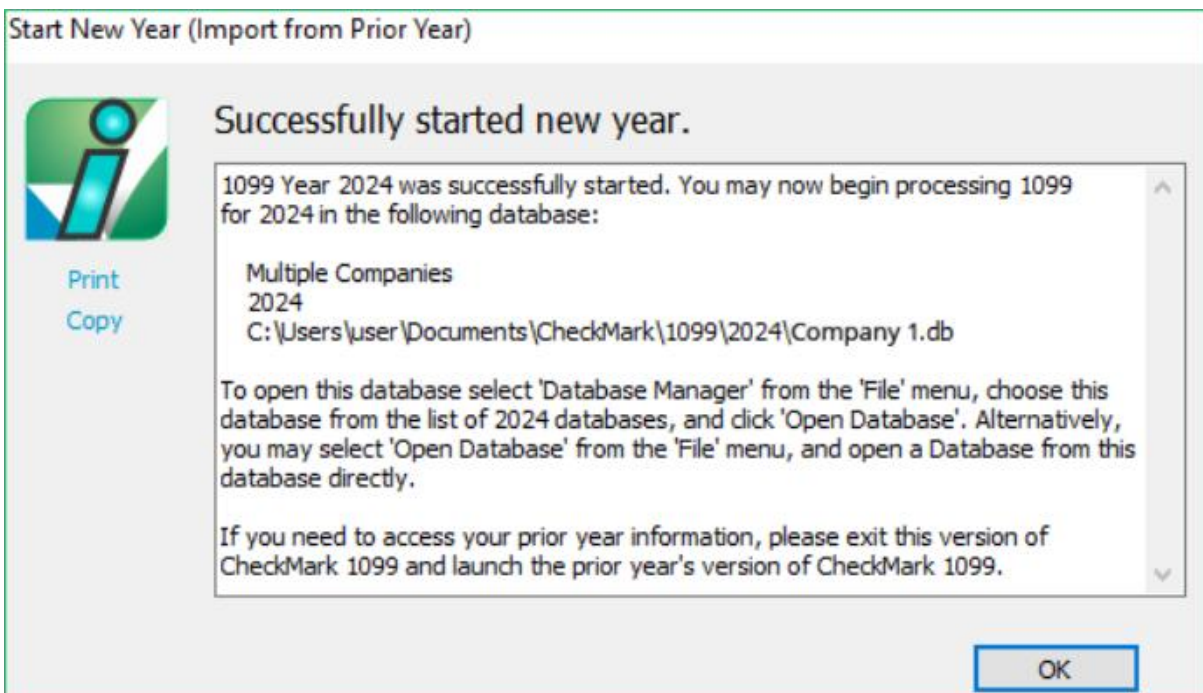 Start New Year (Import from Prior Year)
Successfully started new year.
Print
Copy
1099 Year 2024 was successfully started. You may now begin processing 1099
for 2024 in the following database:
Multiple Companies
2024
C:\Users\user\Documents\CheckMark\1099\2024\Company 1.db
To open this database select 'Database Manager' from the 'File' menu, choose this
database from the list of 2024 databases, and click 'Open Database'. Alternatively,
you may select 'Open Database' from the 'File' menu, and open a Database from this
database directly.
If you need to access your prior year information, please exit this version of
CheckMark 1099 and launch the prior year's version of CheckMark 1099.
OK